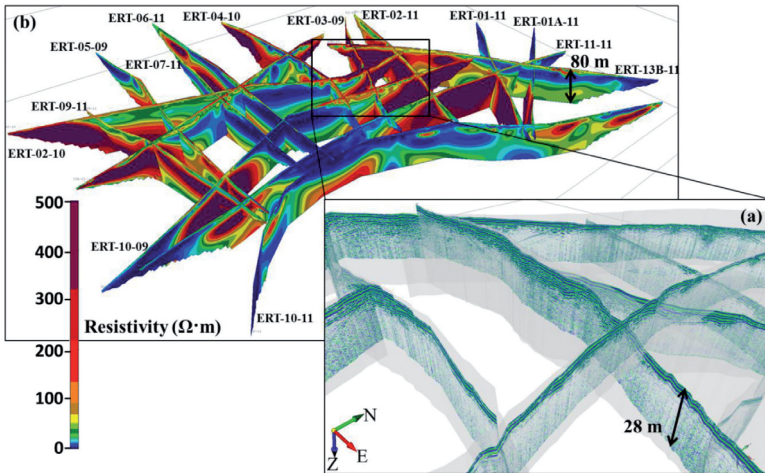 (b)
ERT-06-11
ERT-04-10
ERT-03-09
ERT-02-11
ERT-01-11
ERT-01A-11
ERT-05-09
ERT-07-11
ERT-11-11
80 m
ERT-13B-11
ERT-09-11
ERT-02-10
500
400
300
200
100
0
ERT-10-09
Resistivity (Ω·m)
ERT-10-11
(a)
N
E
Z
28 m